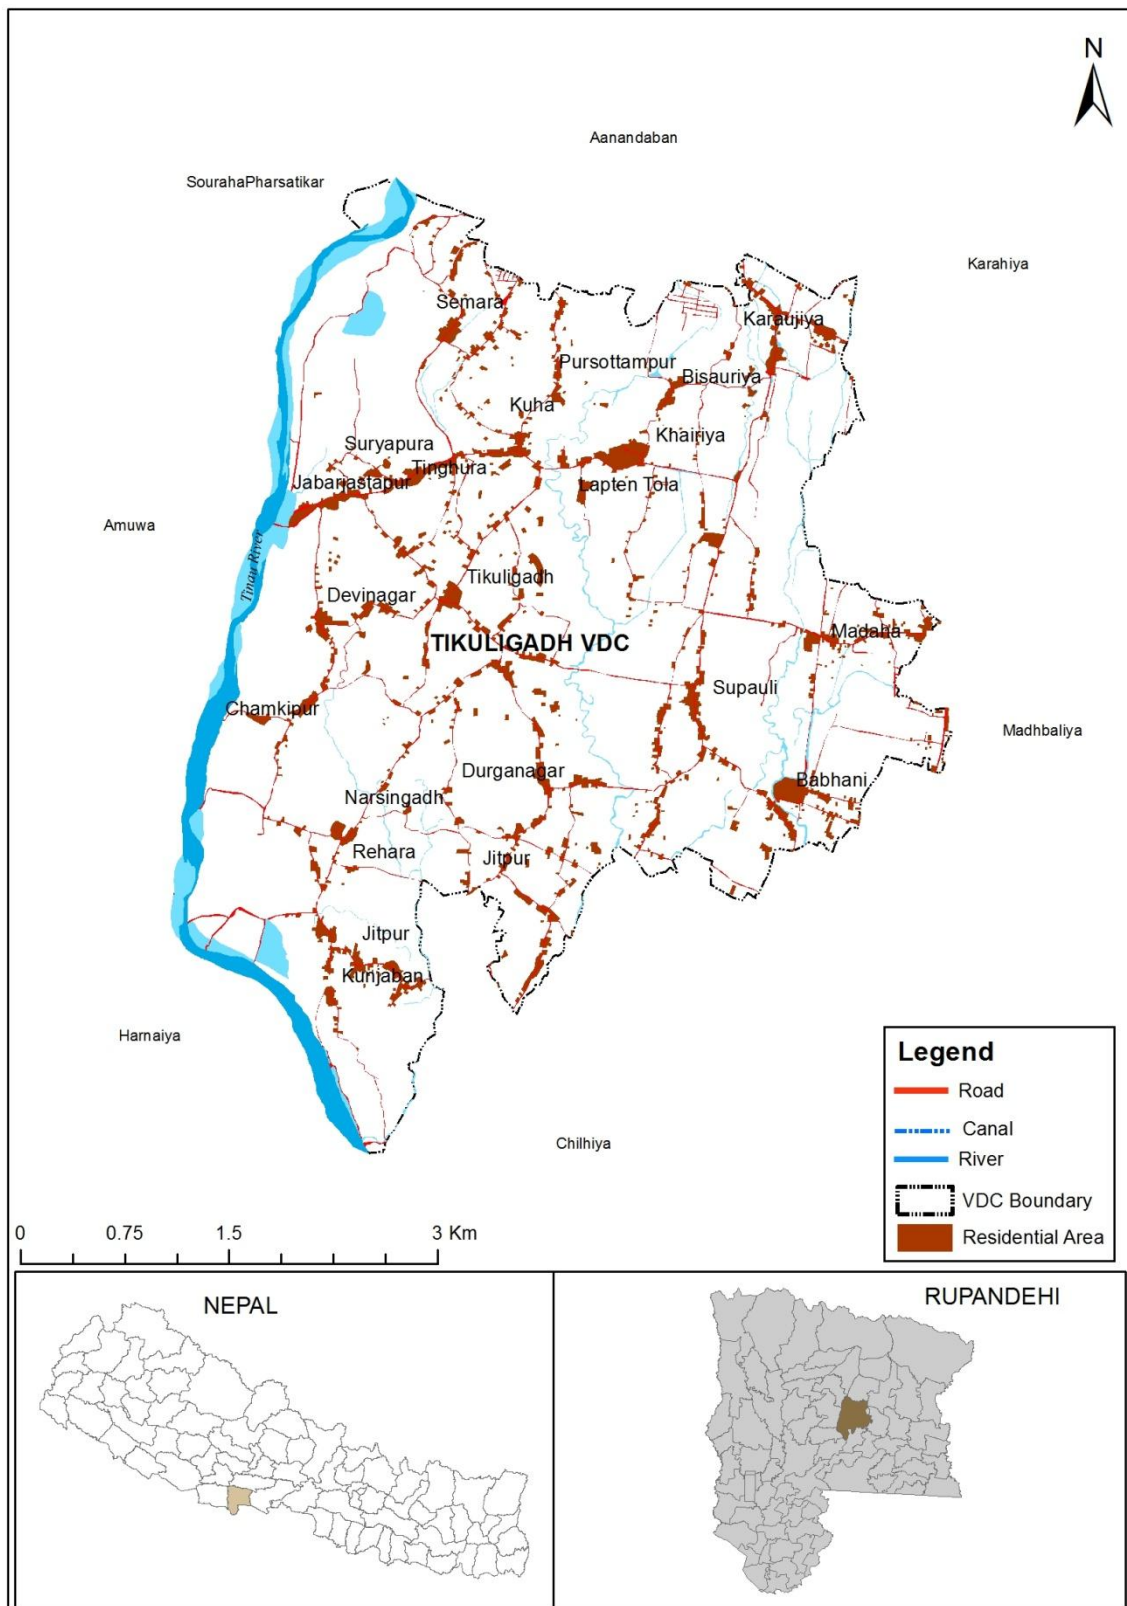 N
Aanandaban
SourahaPharsatikar
Karahiya
Semara
Karaujiya
Pursottampur
Bisauriya
Kuha
Khairiya
Suryapura
Tinghura
Jabarjastapur
Lapten Tola
Amuwa
Tinau River
Tikuligadh
Devinagar
Madaha
TIKULIGADH VDC
Supauli
Chamkipur
Madhbaliya
Durganagar
Babhani
Narsingadh
Rehara
Jitpur
Jitpur
Kunjaban
Harnaiya
Chilhiya
Legend
Road
Canal
River
VDC Boundary
Residential Area
0 0.75 1.5 3 Km
NEPAL
RUPANDEHI